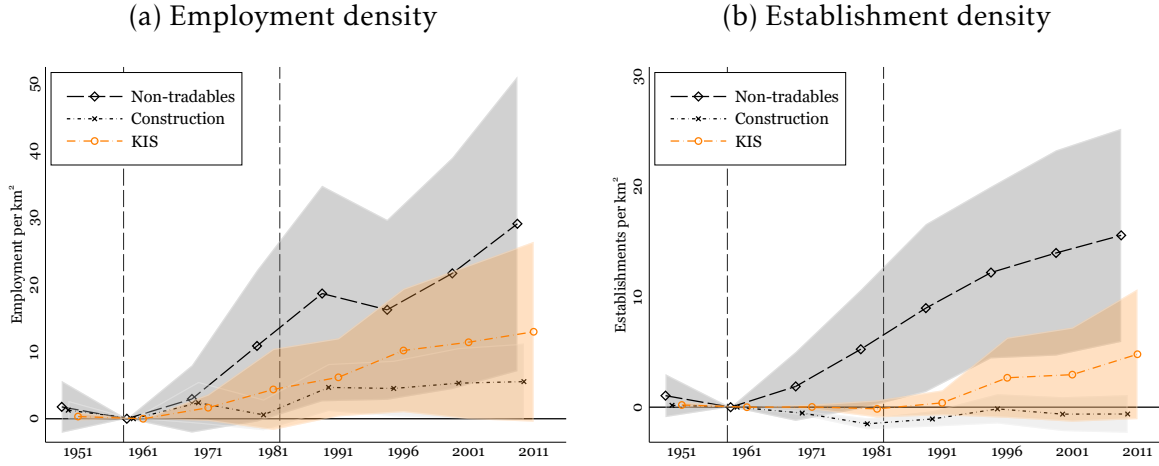 (a) Employment density
Employment per km²
50
40
30
20
10
0
Non-tradables
Construction
KIS
1951 1961 1971 1981 1991 1996 2001 2011
(b) Establishment density
Establishments per km²
30
20
10
0
Non-tradables
Construction
KIS
1951 1961 1971 1981 1991 1996 2001 2011